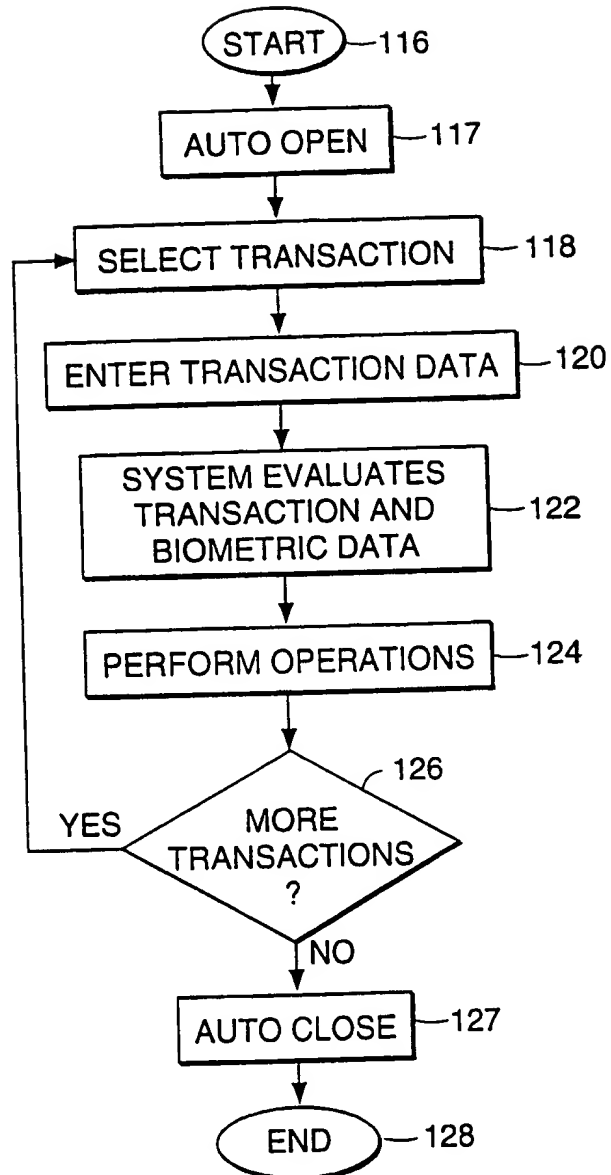 START 116
AUTO OPEN 117
SELECT TRANSACTION 118
ENTER TRANSACTION DATA 120
SYSTEM EVALUATES
TRANSACTION AND 122
BIOMETRIC DATA
PERFORM OPERATIONS 124
126
YES
MORE
TRANSACTIONS
?
NO
AUTO CLOSE 127
END 128